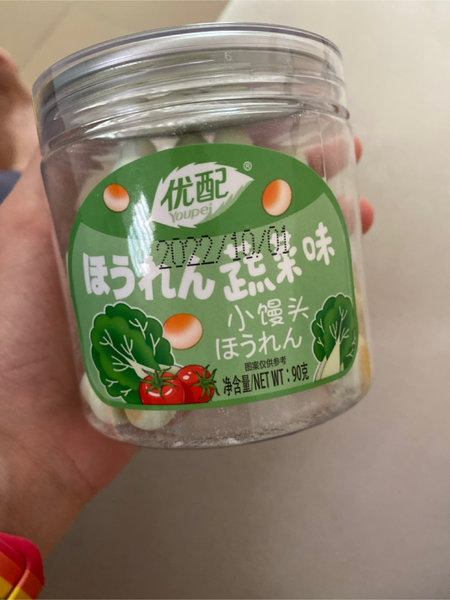 优配®
Youpei
2022/10/01
ほうれん蔬菜味
小馒头
ほうれん
图案仅供参考
净含量/NET WT：90克